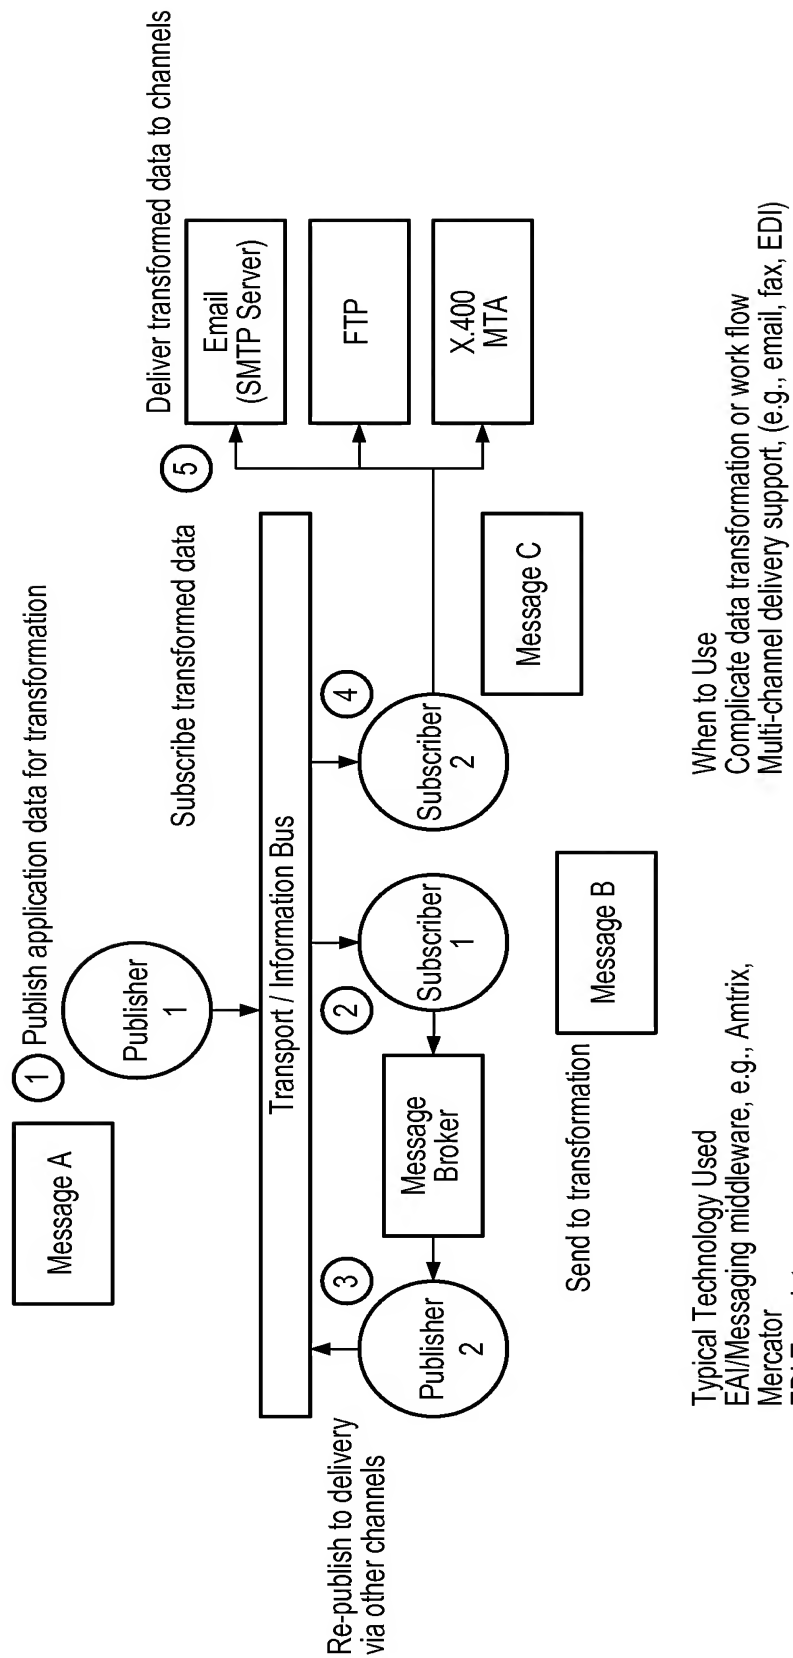 Message A
1
Publish application data for transformation
Publisher
1
Subscribe transformed data
5
Deliver transformed data to channels
Transport / Information Bus
Re-publish to delivery
via other channels
3
2
4
Publisher
2
Message
Broker
Subscriber
1
Subscriber
2
Email
(SMTP Server)
FTP
X.400
MTA
Send to transformation
Message B
Message C
Typical Technology Used
EAI/Messaging middleware, e.g., Amtrix,
Mercator
When to Use
Complicate data transformation or work flow
Multi-channel delivery support, (e.g., email, fax, EDI)